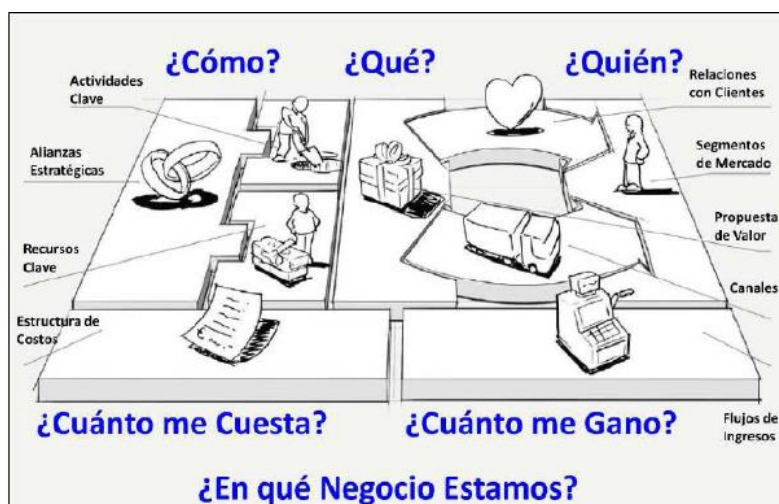 ¿Cómo?
¿Qué?
¿Quién?
Actividades
Clave
Relaciones
con Clientes
Alianzas
Estratégicas
Segmentos
de Mercado
Recursos
Clave
Propuesta
de Valor
Canales
Estructura de
Costos
¿Cuánto me Cuesta?
¿Cuánto me Gano?
Flujos de
Ingresos
¿En qué Negocio Estamos?